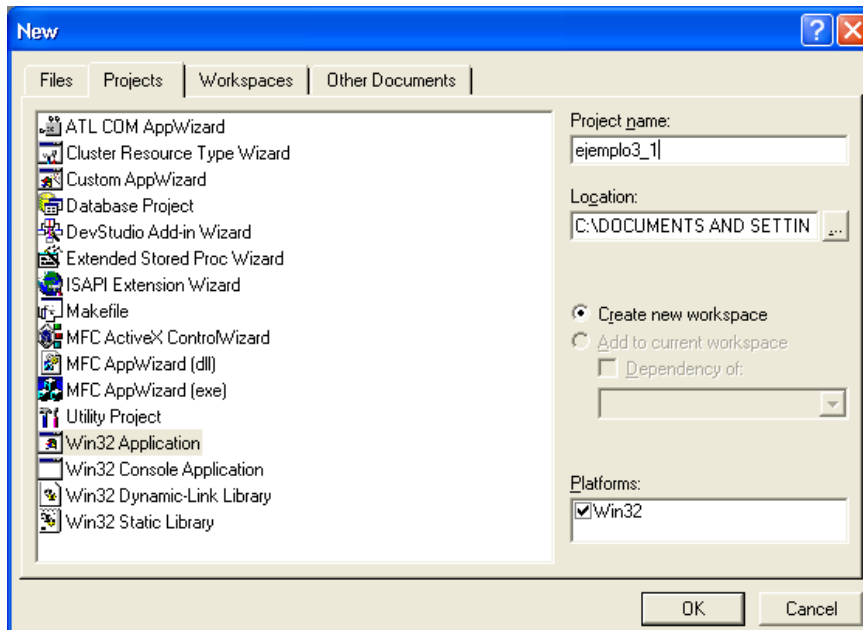 New
Files
Projects
Workspaces
Other Documents
ATL COM AppWizard
Cluster Resource Type Wizard
Custom AppWizard
Database Project
DevStudio Add-in Wizard
Extended Stored Proc Wizard
ISAPI Extension Wizard
Makefile
MFC ActiveX ControlWizard
MFC AppWizard (dll)
MFC AppWizard (exe)
Utility Project
Win32 Application
Win32 Console Application
Win32 Dynamic-Link Library
Win32 Static Library
Project name:
ejemplo3_1
Location:
C:\DOCUMENTS AND SETTIN
...
Create new workspace
Add to current workspace
Dependency of:
Platforms:
Win32
OK
Cancel